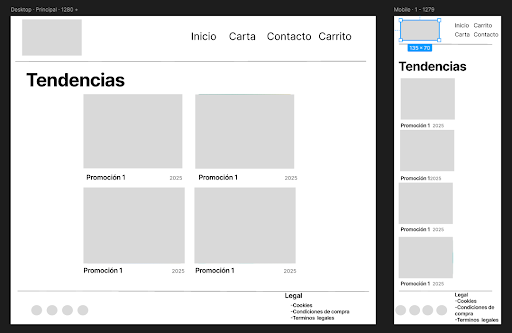 Desktop · Principal · 1280 +
Mobile · 1 - 1279
Inicio Carta Contacto Carrito
Tendencias
Promoción 1 2025
Promoción 1 2025
Promoción 1 2025
Promoción 1 2025
Legal
-Cookies
-Condiciones de compra
-Terminos legales
Inicio Carrito
Carta Contacto
135 × 70
Tendencias
Promoción 1 2025
Promoción 1 2025
Promoción 1 2025
Promoción 1 2025
Legal
-Cookies
-Condiciones de
compra
-Terminos legales